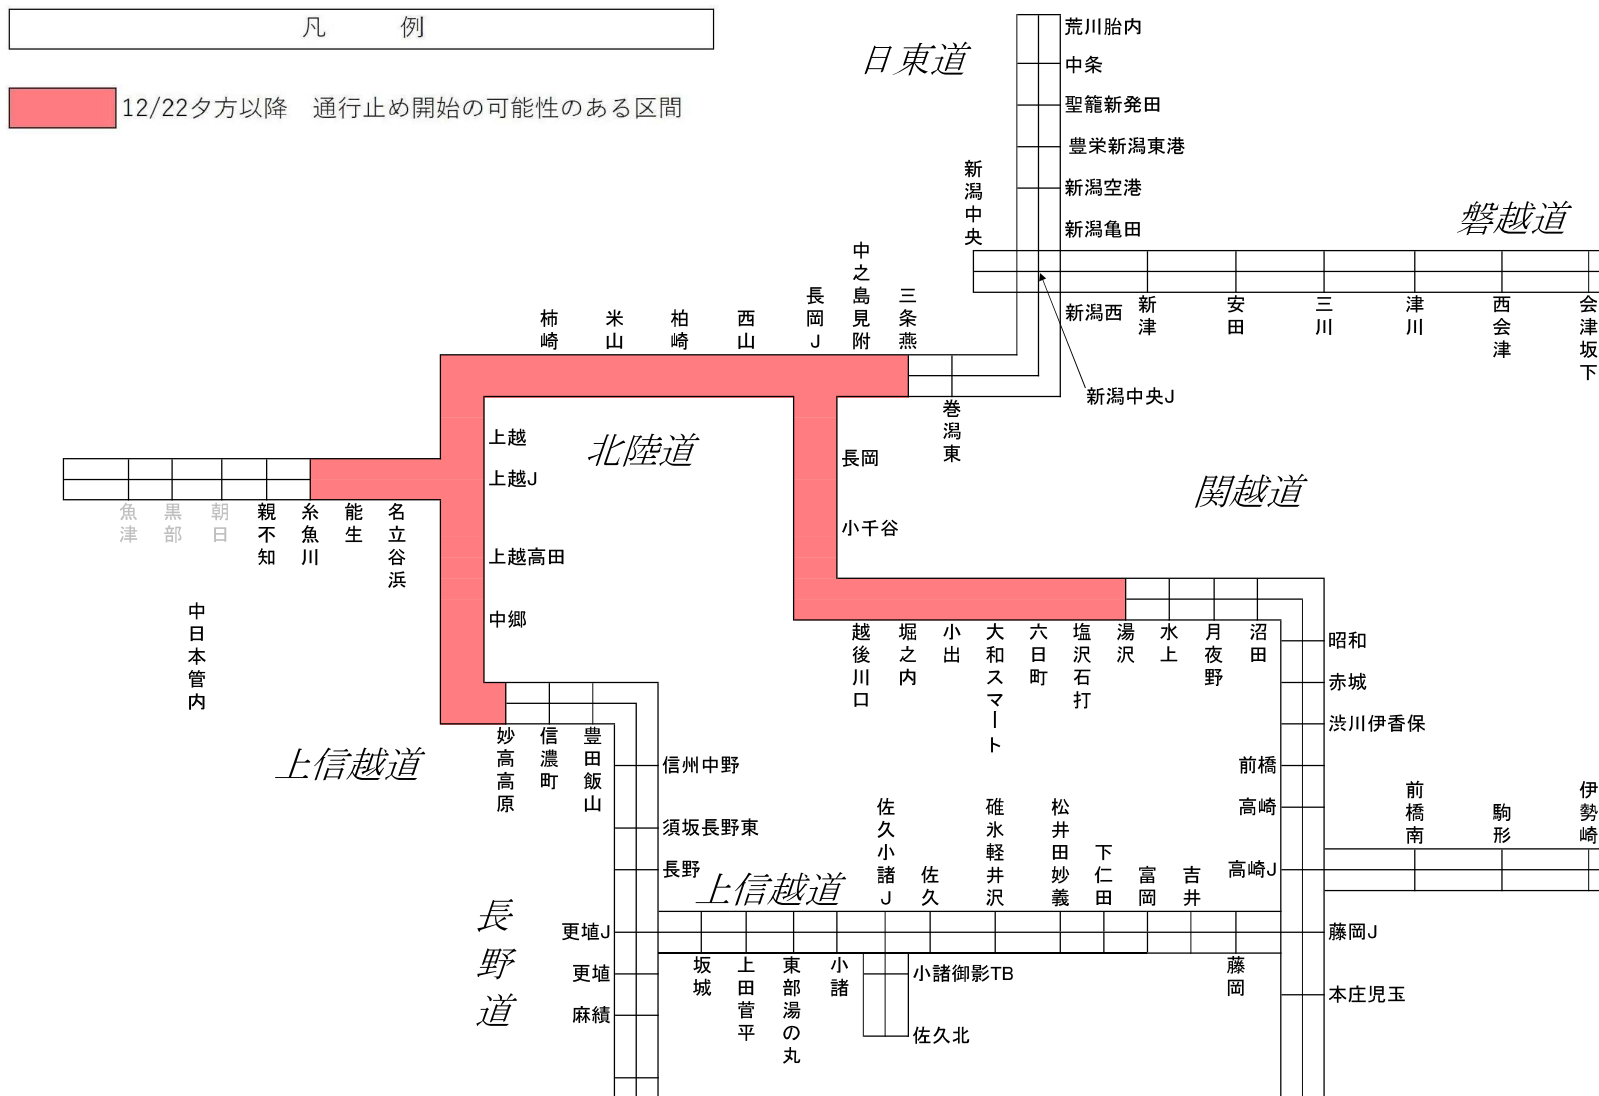 凡　例
12/22夕方以降　通行止め開始の可能性のある区間
日東道
荒川胎内
中条
聖籠新発田
豊栄新潟東港
新潟空港
新潟亀田
新潟中央
磐越道
新潟西
新津
安田
三川
津川
西会津
会津坂下
新潟中央J
柿崎
米山
柏崎
西山
長岡J
中之島見附
三条燕
巻潟東
北陸道
上越
上越J
上越高田
中郷
魚津
黒部
朝日
親不知
糸魚川
能生
名立谷浜
中日本管内
長岡
小千谷
関越道
越後川口
堀之内
小出
大和スマート
六日町
塩沢石打
湯沢
水上
月夜野
沼田
昭和
赤城
渋川伊香保
前橋
高崎
高崎J
前橋南
駒形
伊勢崎
上信越道
妙高高原
信濃町
豊田飯山
信州中野
須坂長野東
長野
上信越道
佐久小諸J
佐久
碓氷軽井沢
松井田妙義
下仁田
富岡
吉井
長野道
更埴J
更埴
麻績
坂城
上田菅平
東部湯の丸
小諸
小諸御影TB
佐久北
藤岡
藤岡J
本庄児玉